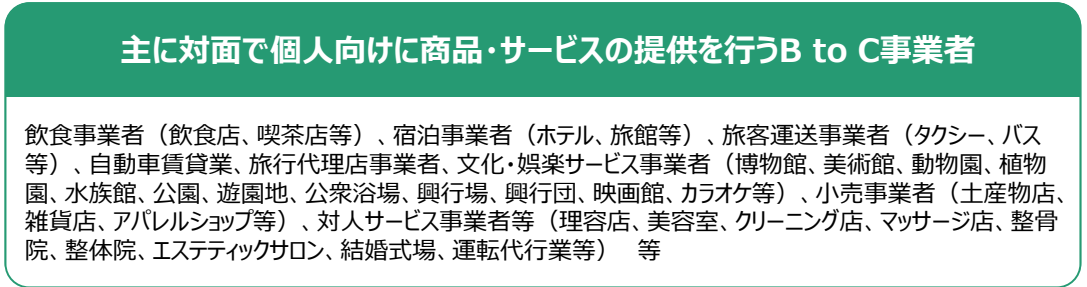 主に対面で個人向けに商品・サービスの提供を行うB to C事業者
飲食事業者（飲食店、喫茶店等）、宿泊事業者（ホテル、旅館等）、旅客運送事業者（タクシー、バス
等）、自動車賃貸業、旅行代理店事業者、文化・娯楽サービス事業者（博物館、美術館、動物園、植物
園、水族館、公園、遊園地、公衆浴場、興行場、興行団、映画館、カラオケ等）、小売事業者（土産物店、
雑貨店、アパレルショップ等）、対人サービス事業者等（理容店、美容室、クリーニング店、マッサージ店、整骨
院、整体院、エステティックサロン、結婚式場、運転代行業等）　等